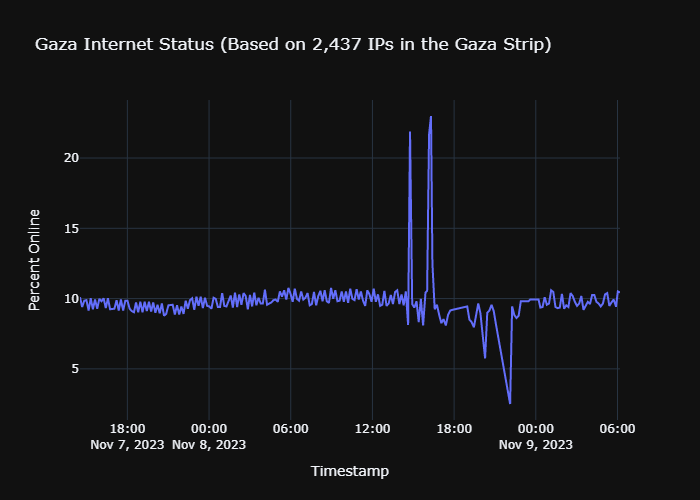 Gaza Internet Status (Based on 2,437 IPs in the Gaza Strip)
Percent Online
20
15
10
5
18:00 00:00 06:00 12:00 18:00 00:00 06:00
Nov 7, 2023 Nov 8, 2023 Nov 9, 2023
Timestamp